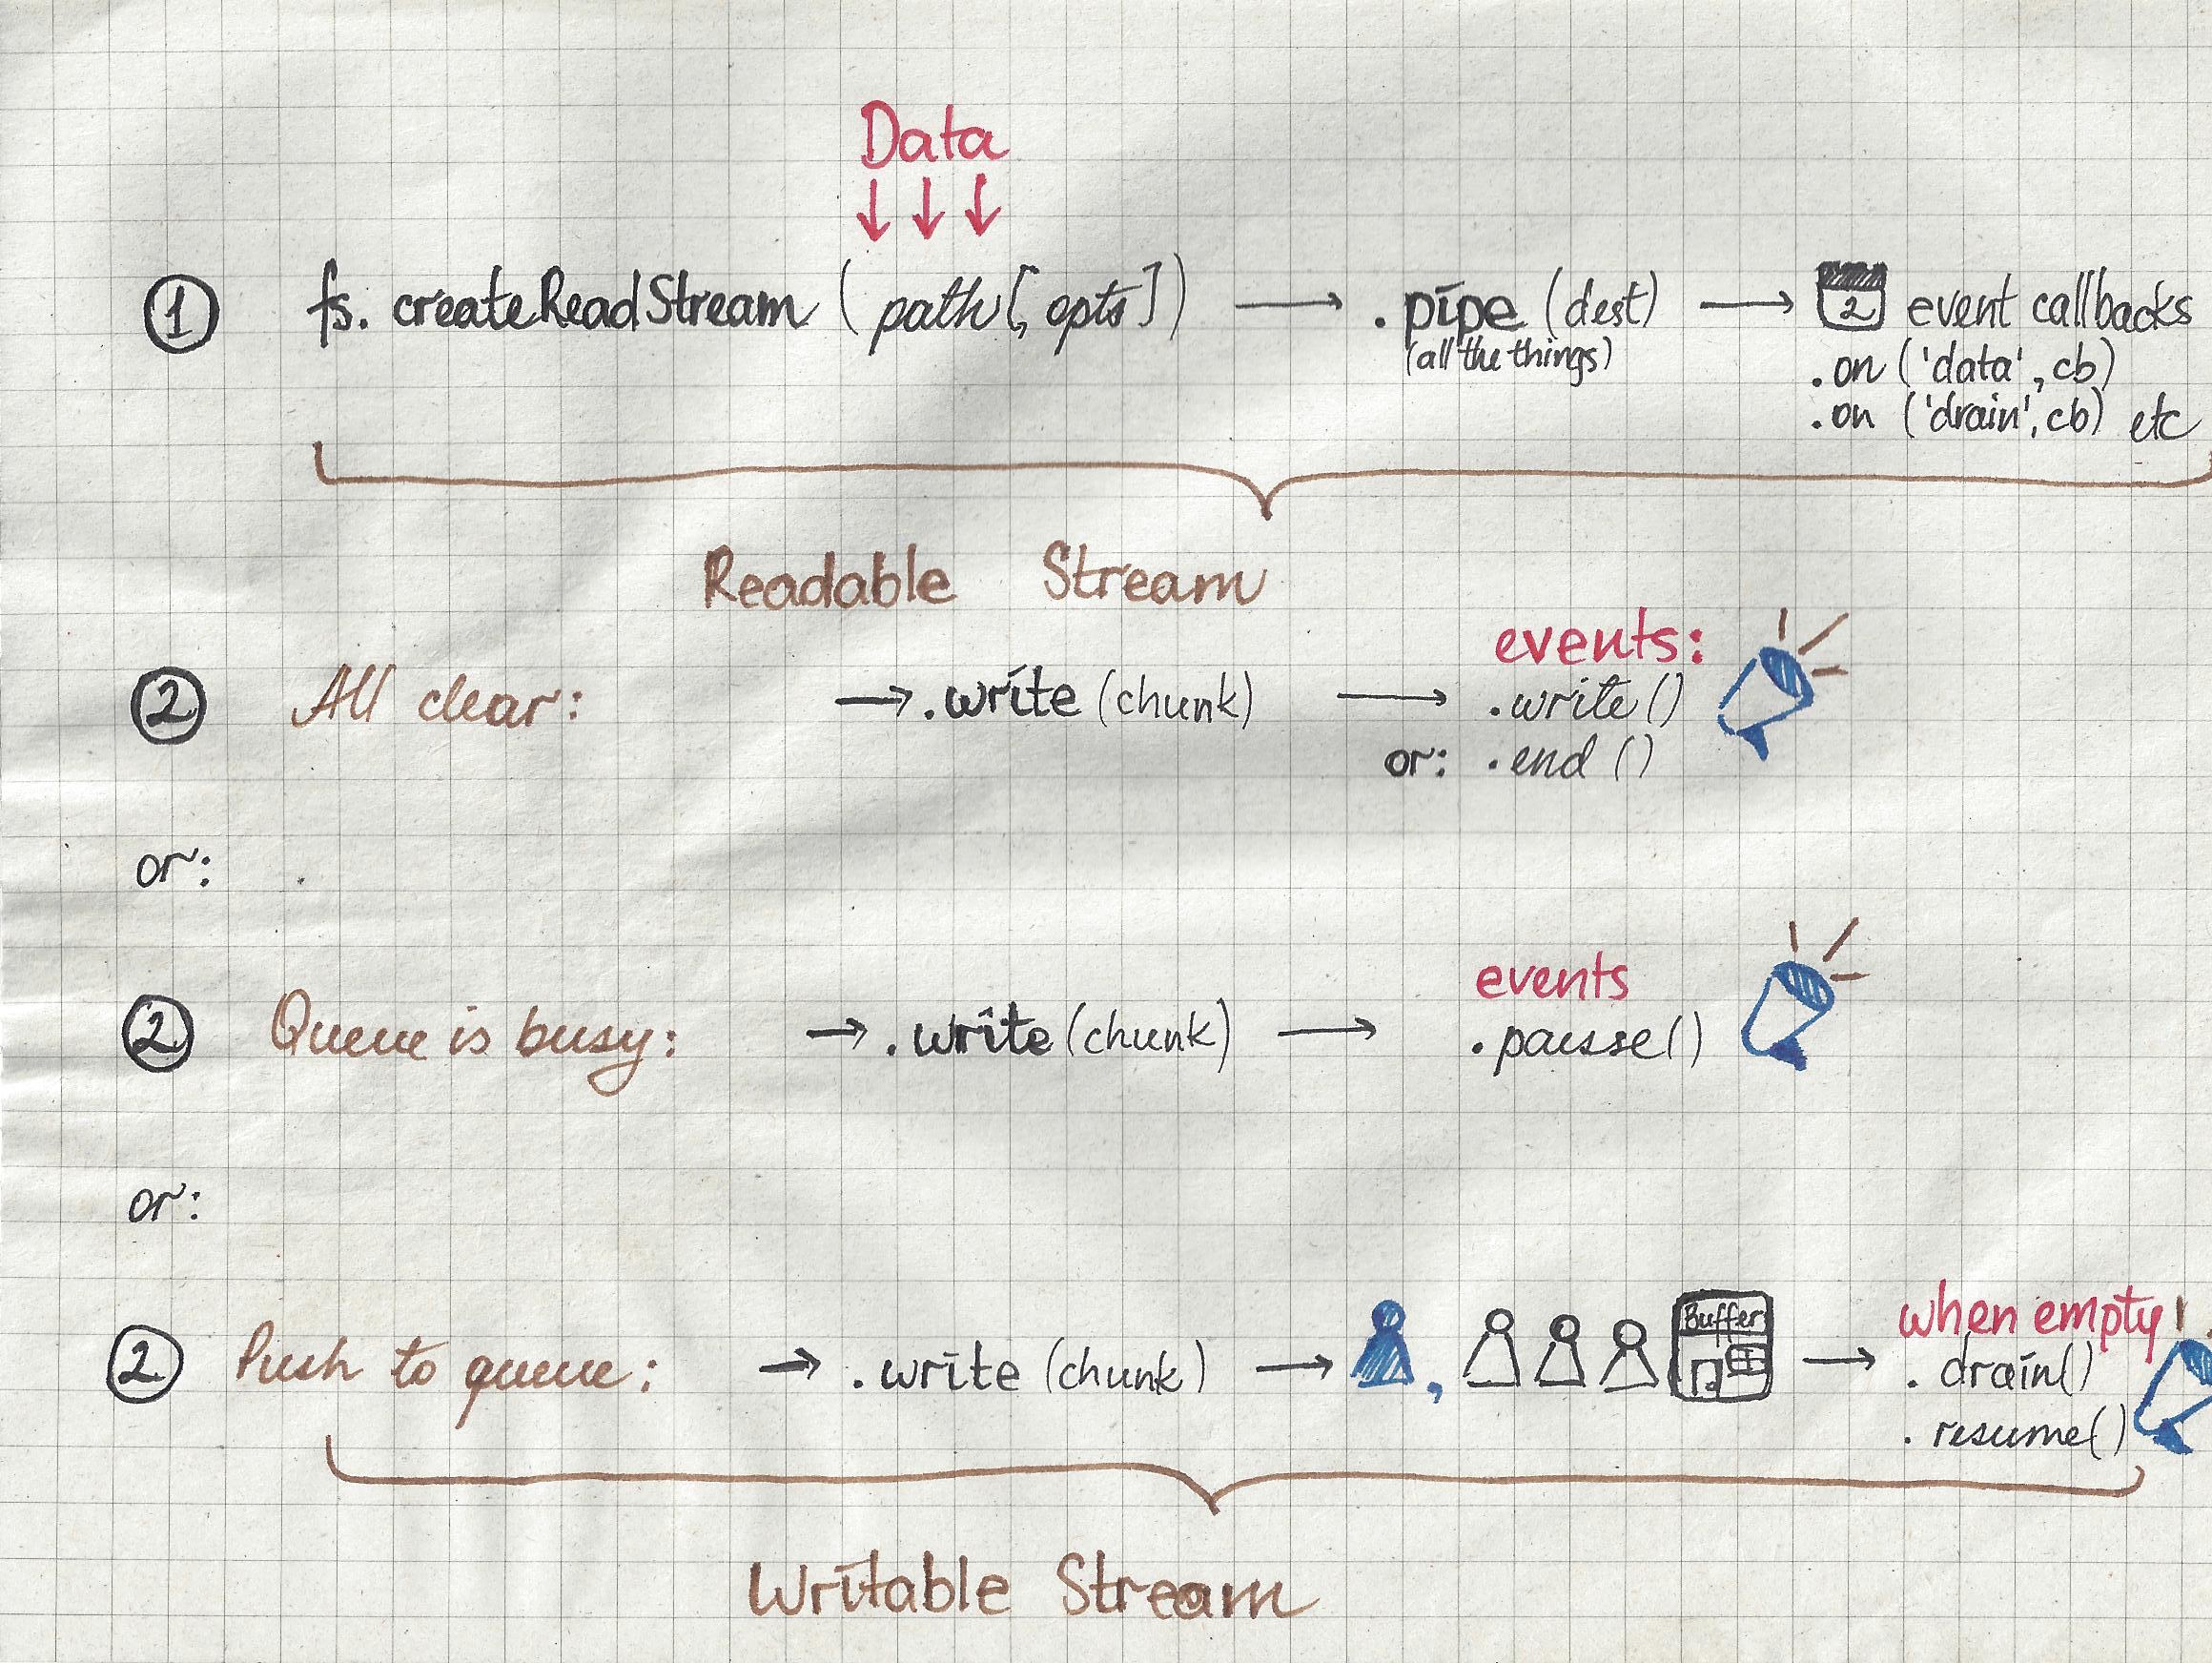 Data
1 fs.createReadStream (path[, opts]) .pipe (dest) 2 event callbacks
(all the things) .on ('data', cb)
.on ('drain', cb) etc
Readable Stream
events:
2 All clear: .write (chunk) .write()
or: .end ()
or:
events
2 Queue is busy: .write (chunk) .pausse()
or:
Buffer when empty!
2 Push to queue: .write (chunk) , .drain()
.resume()
Writable Stream